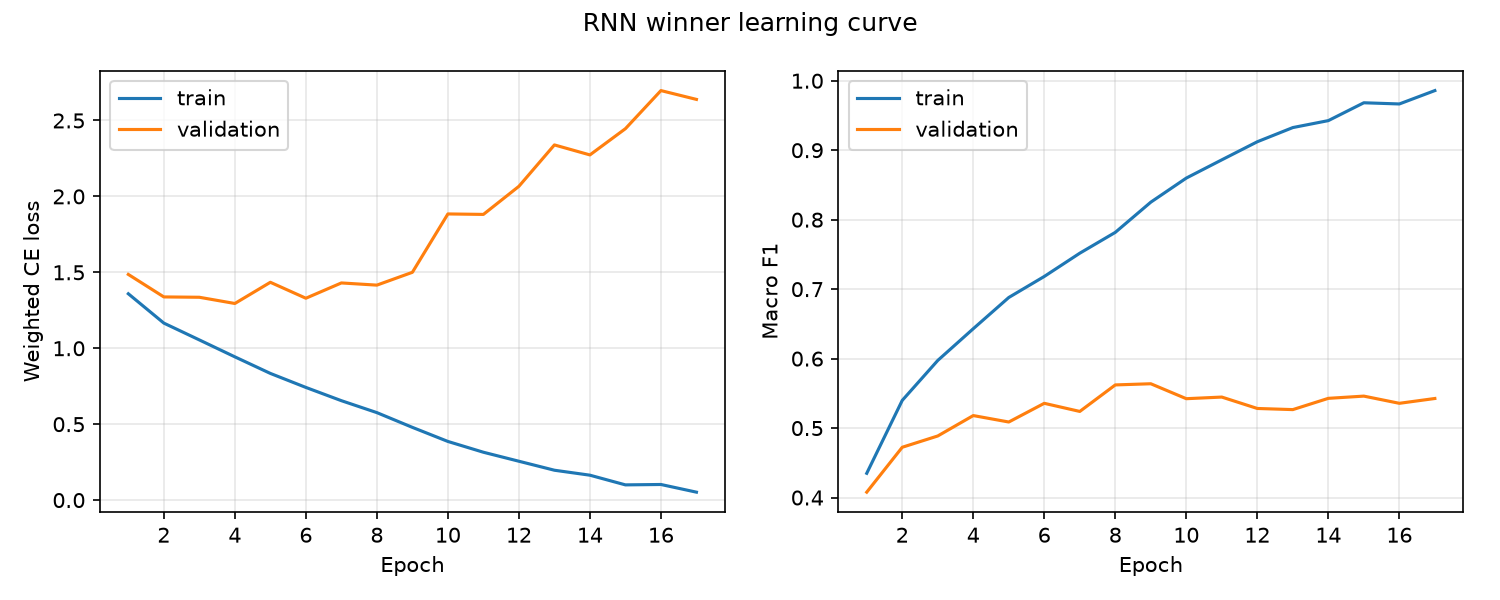 RNN winner learning curve
train
validation
Weighted CE loss
2.5
2.0
1.5
1.0
0.5
0.0
2 4 6 8 10 12 14 16
Epoch
train
validation
Macro F1
1.0
0.9
0.8
0.7
0.6
0.5
0.4
2 4 6 8 10 12 14 16
Epoch